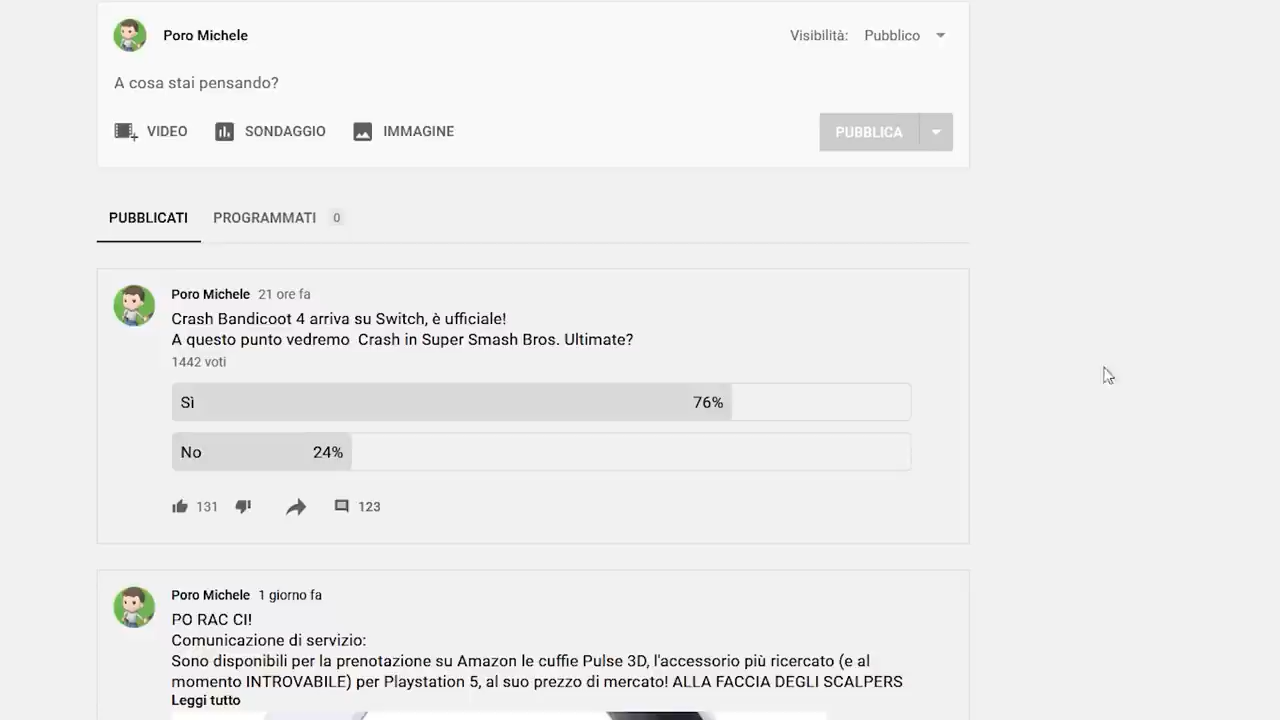 Poro Michele
Visibilità: Pubblico
A cosa stai pensando?
VIDEO SONDAGGIO IMMAGINE
PUBBLICA
PUBBLICATI PROGRAMMATI 0
Poro Michele 21 ore fa
Crash Bandicoot 4 arriva su Switch, è ufficiale!
A questo punto vedremo Crash in Super Smash Bros. Ultimate?
1442 voti
Sì 76%
No 24%
131 123
Poro Michele 1 giorno fa
PO RAC CI!
Comunicazione di servizio:
Sono disponibili per la prenotazione su Amazon le cuffie Pulse 3D, l'accessorio più ricercato (e al
momento INTROVABILE) per Playstation 5, al suo prezzo di mercato! ALLA FACCIA DEGLI SCALPERS
Leggi tutto